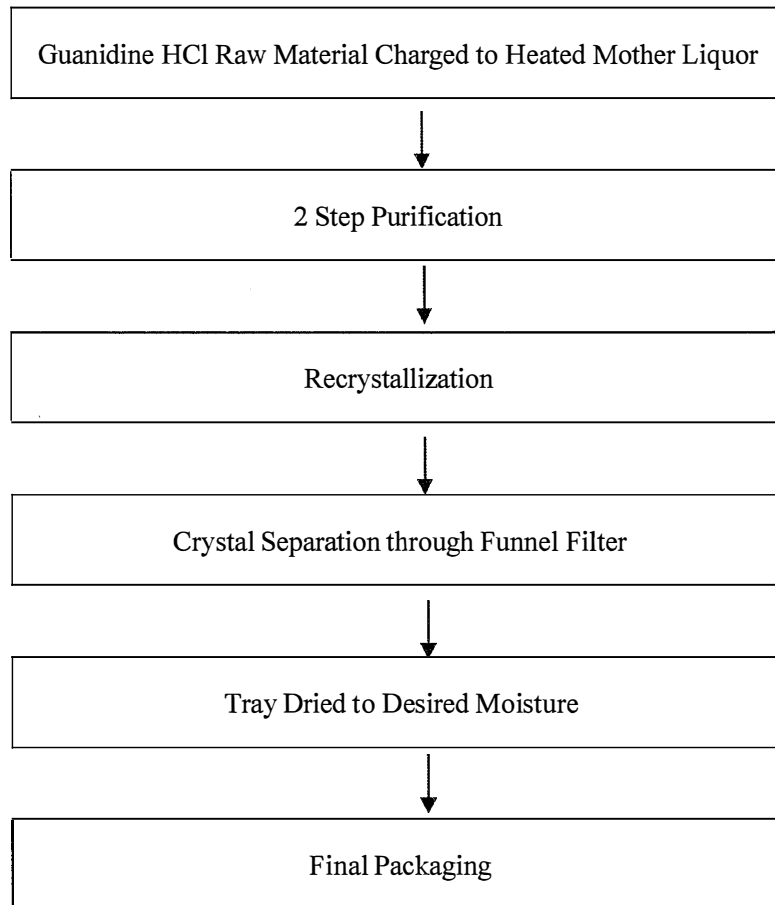 Guanidine HCl Raw Material Charged to Heated Mother Liquor
2 Step Purification
Recrystallization
Crystal Separation through Funnel Filter
Tray Dried to Desired Moisture
Final Packaging